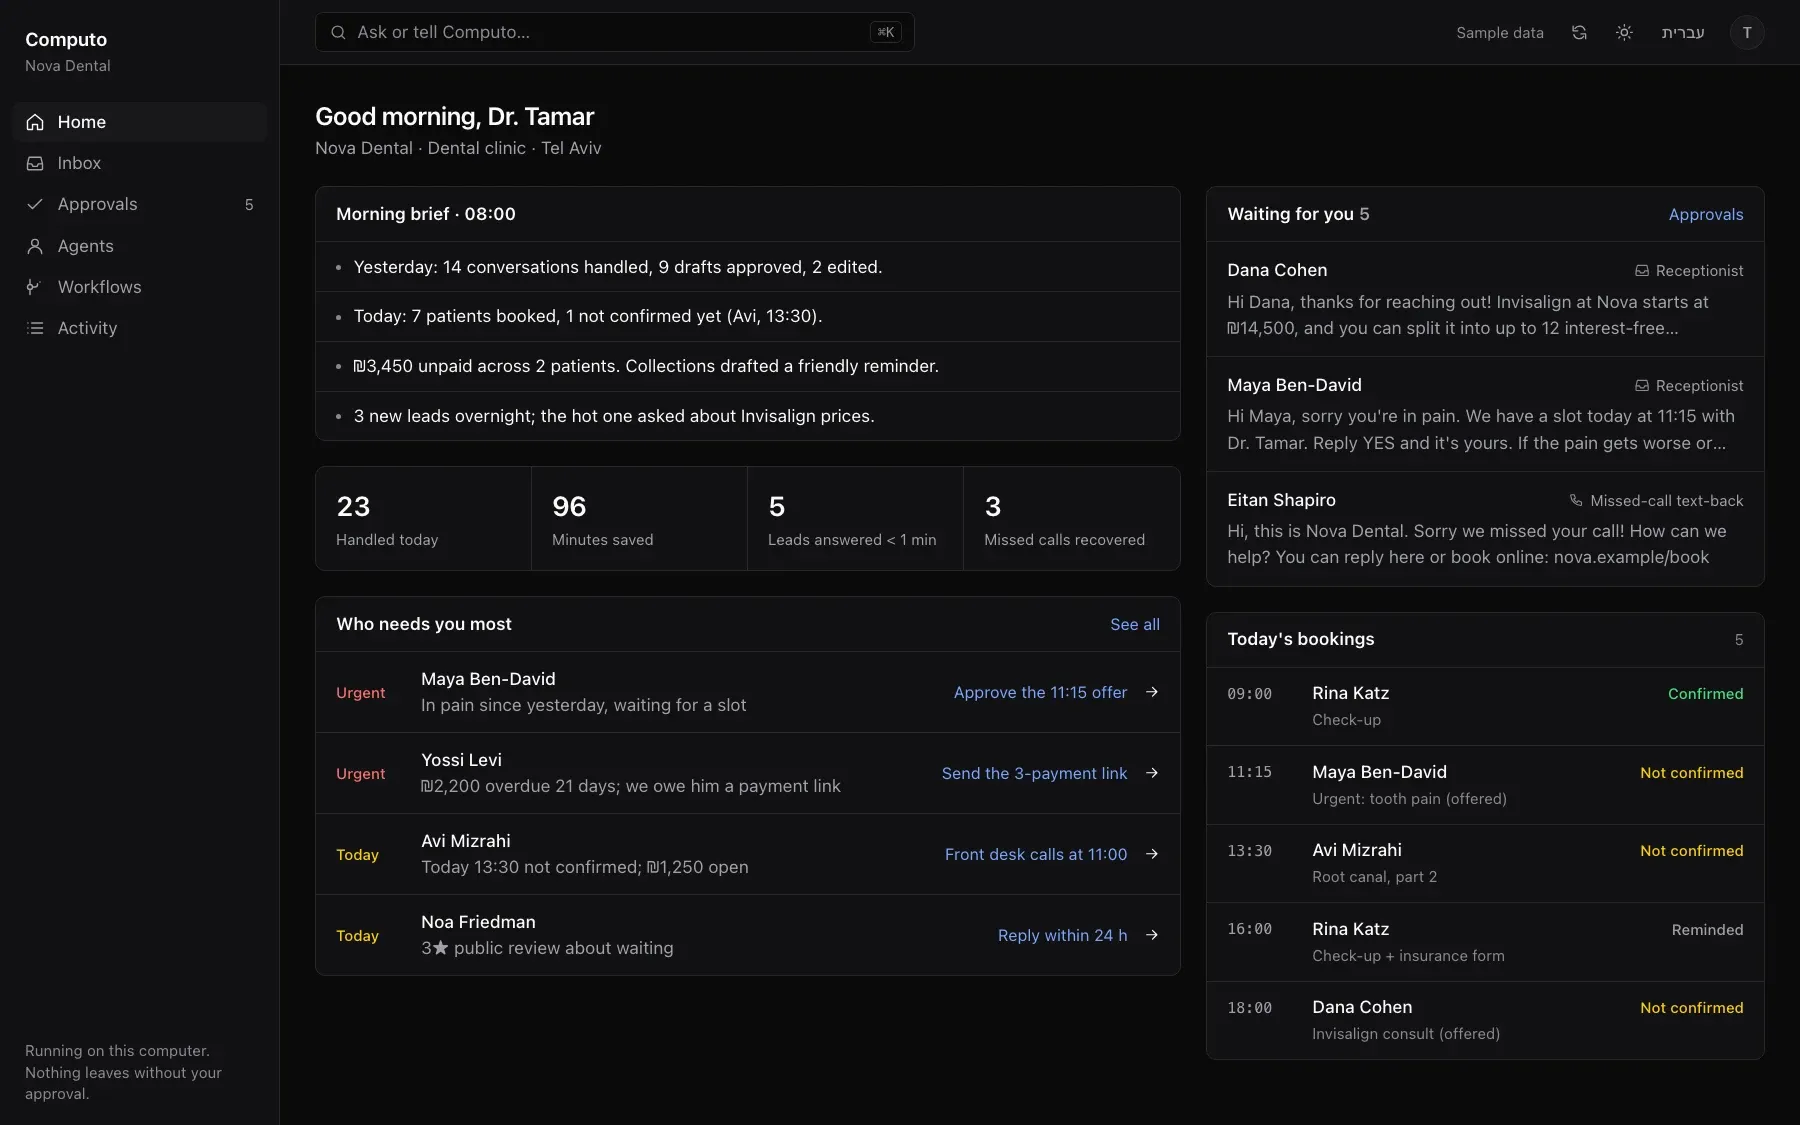 Computo
Nova Dental
Home
Inbox
Approvals 5
Agents
Workflows
Activity
Running on this computer.
Nothing leaves without your
approval.
Ask or tell Computo... ⌘K
Sample data
עברית
T
Good morning, Dr. Tamar
Nova Dental · Dental clinic · Tel Aviv
Morning brief · 08:00
• Yesterday: 14 conversations handled, 9 drafts approved, 2 edited.
• Today: 7 patients booked, 1 not confirmed yet (Avi, 13:30).
• ₪3,450 unpaid across 2 patients. Collections drafted a friendly reminder.
• 3 new leads overnight; the hot one asked about Invisalign prices.
23
Handled today
96
Minutes saved
5
Leads answered < 1 min
3
Missed calls recovered
Who needs you most See all
Urgent
Maya Ben-David
In pain since yesterday, waiting for a slot
Approve the 11:15 offer →
Urgent
Yossi Levi
₪2,200 overdue 21 days; we owe him a payment link
Send the 3-payment link →
Today
Avi Mizrahi
Today 13:30 not confirmed; ₪1,250 open
Front desk calls at 11:00 →
Today
Noa Friedman
3★ public review about waiting
Reply within 24 h →
Waiting for you 5 Approvals
Dana Cohen Receptionist
Hi Dana, thanks for reaching out! Invisalign at Nova starts at
₪14,500, and you can split it into up to 12 interest-free...
Maya Ben-David Receptionist
Hi Maya, sorry you're in pain. We have a slot today at 11:15 with
Dr. Tamar. Reply YES and it's yours. If the pain gets worse or...
Eitan Shapiro Missed-call text-back
Hi, this is Nova Dental. Sorry we missed your call! How can we
help? You can reply here or book online: nova.example/book
Today's bookings 5
09:00 Rina Katz Confirmed
Check-up
11:15 Maya Ben-David Not confirmed
Urgent: tooth pain (offered)
13:30 Avi Mizrahi Not confirmed
Root canal, part 2
16:00 Rina Katz Reminded
Check-up + insurance form
18:00 Dana Cohen Not confirmed
Invisalign consult (offered)